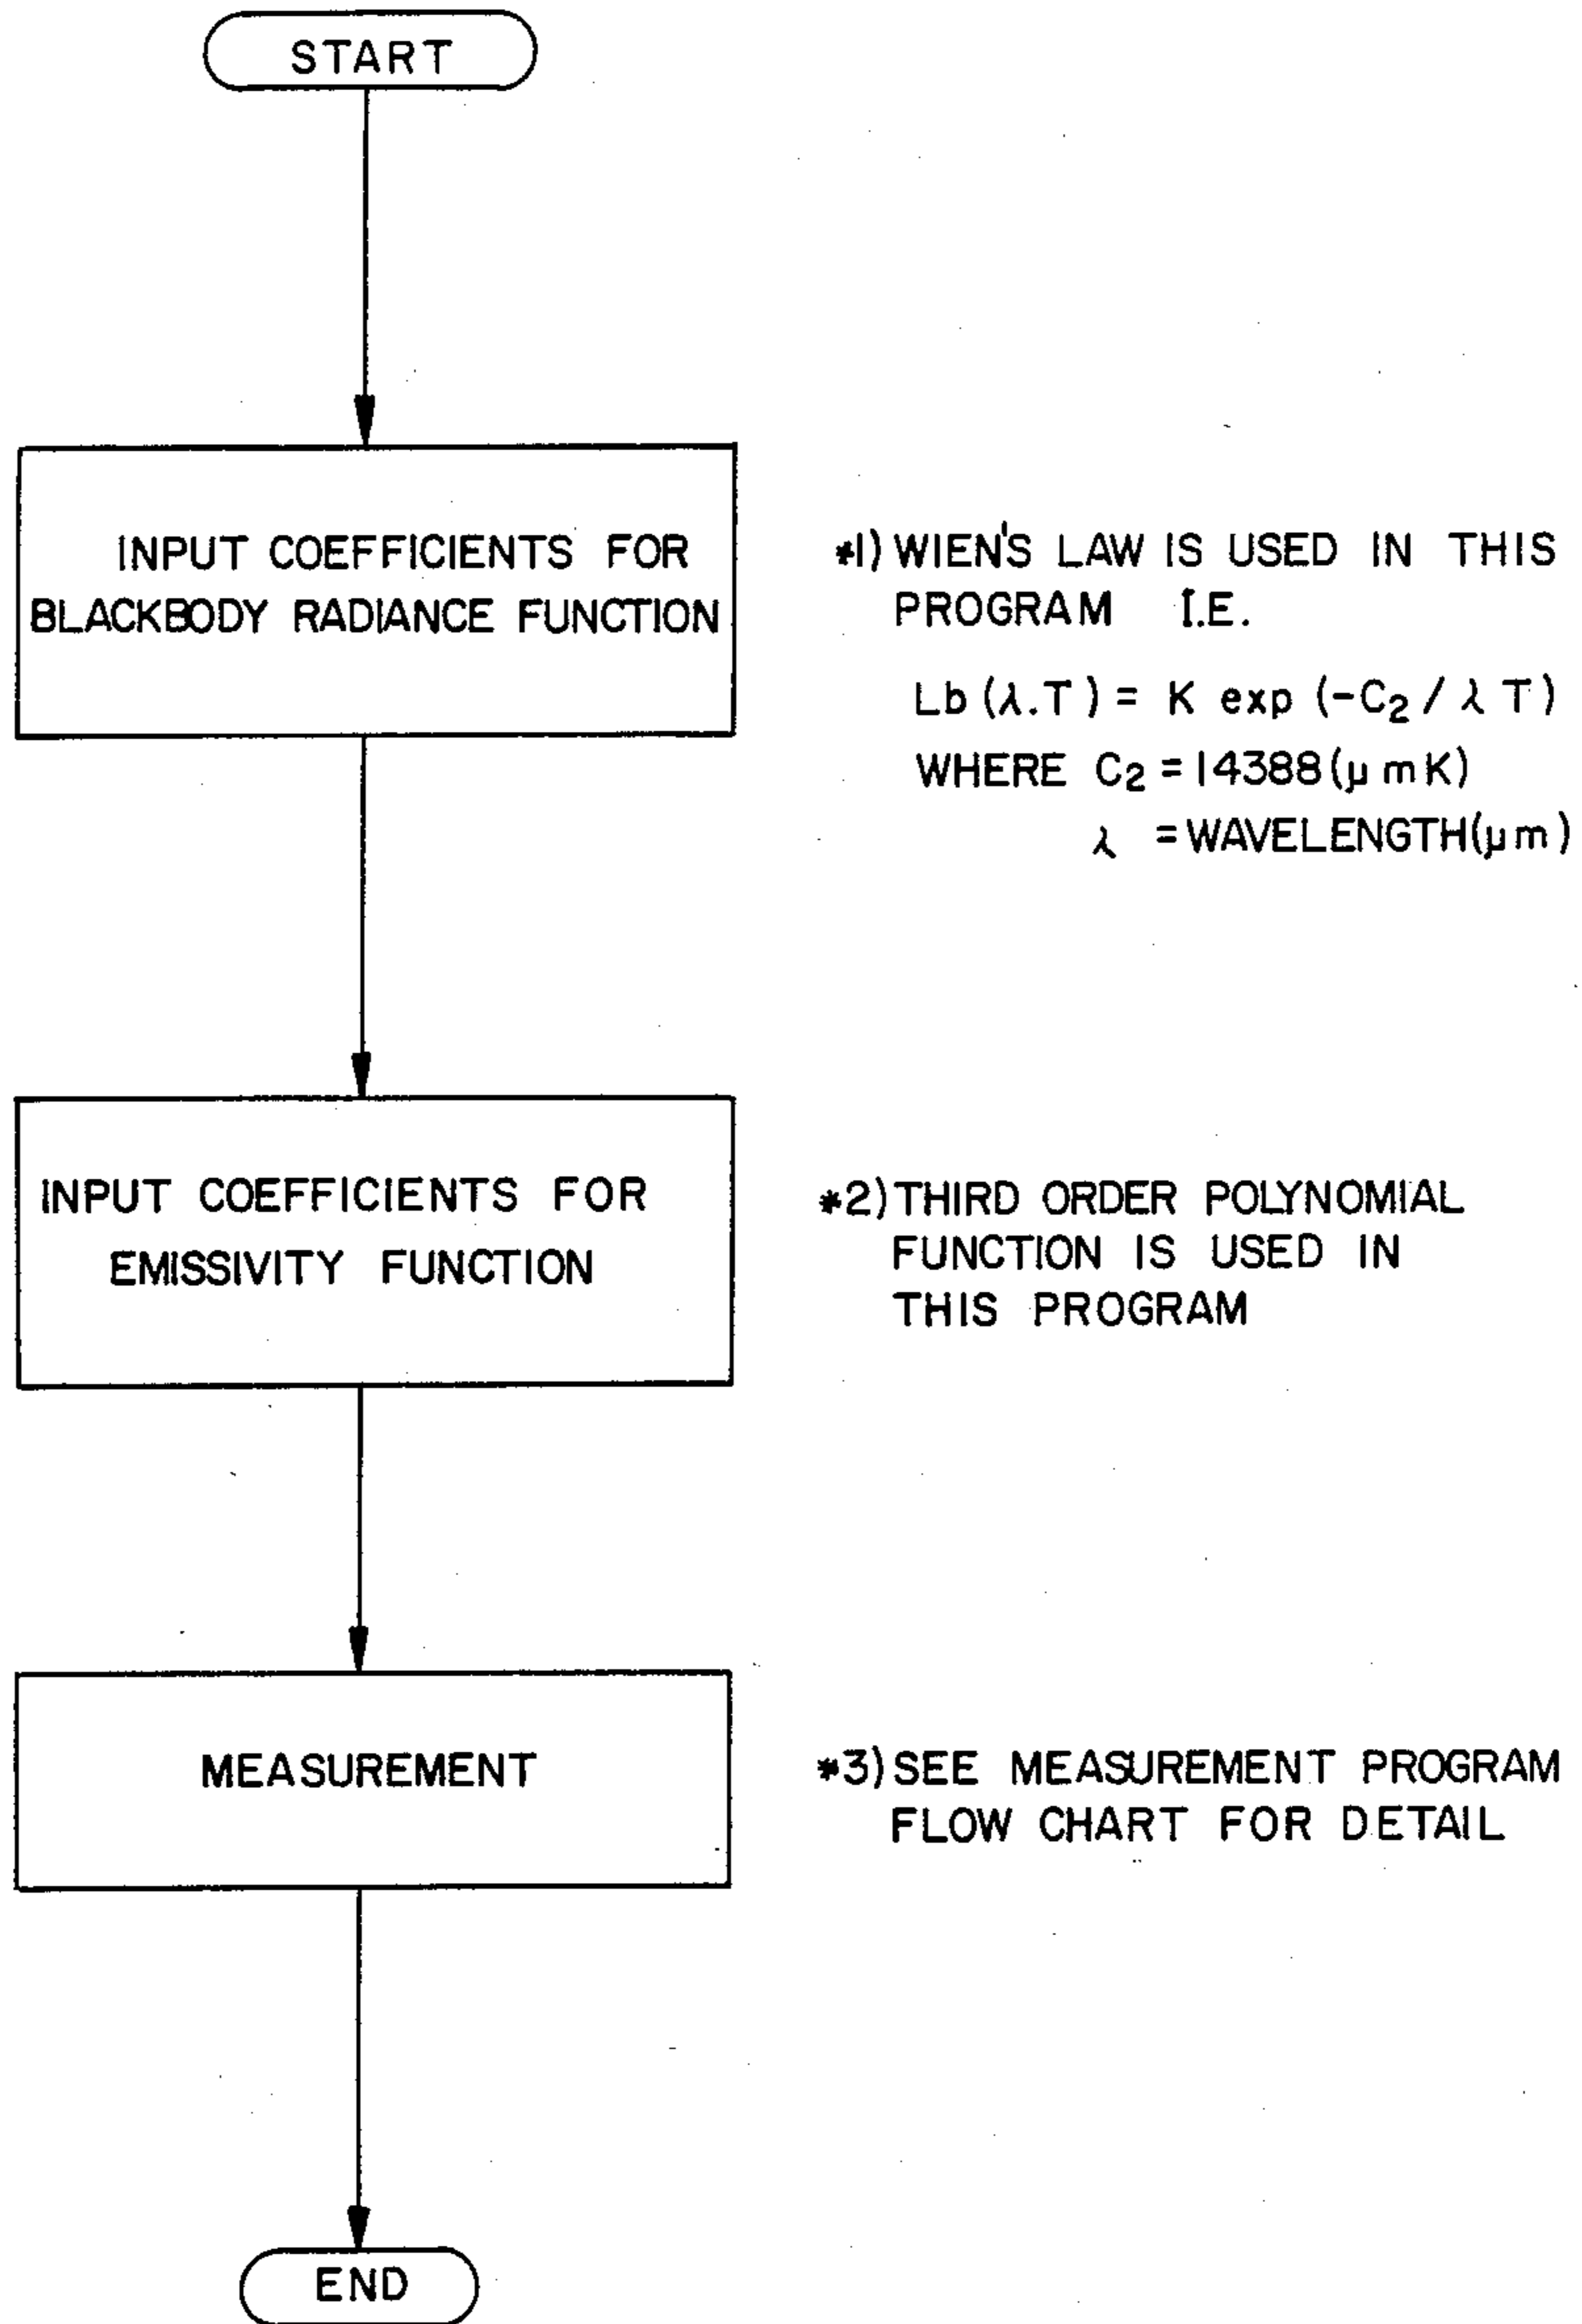 START
INPUT COEFFICIENTS FOR
BLACKBODY RADIANCE FUNCTION
*1) WIEN'S LAW IS USED IN THIS
PROGRAM I.E.
Lb (λ.T) = K exp (-C₂ / λ T)
WHERE C₂ = 14388 (μ m K)
λ = WAVELENGTH (μ m)
INPUT COEFFICIENTS FOR
EMISSIVITY FUNCTION
*2) THIRD ORDER POLYNOMIAL
FUNCTION IS USED IN
THIS PROGRAM
MEASUREMENT
*3) SEE MEASUREMENT PROGRAM
FLOW CHART FOR DETAIL
END